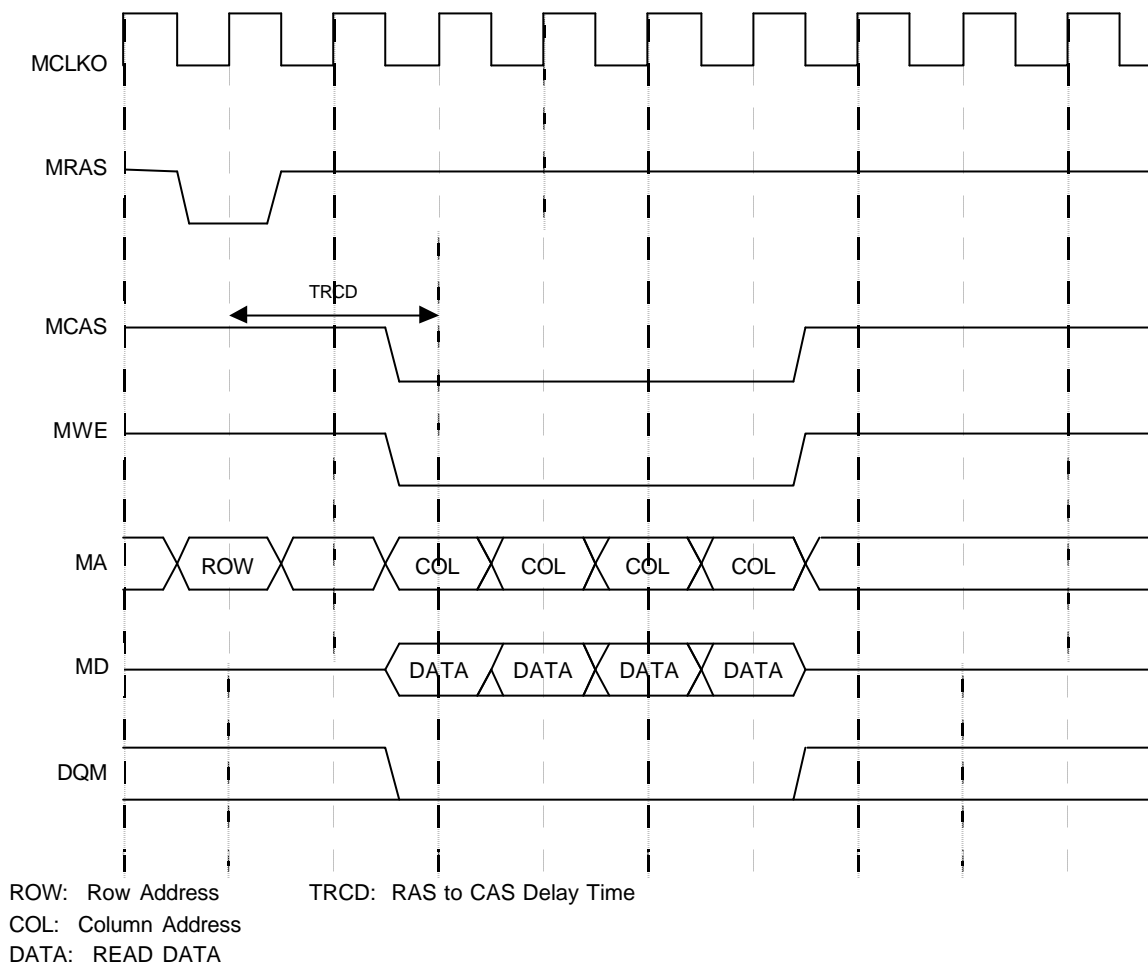 MCLKO
MRAS
TRCD
MCAS
MWE
MA ROW COL COL COL COL
MD DATA DATA DATA DATA
DQM
ROW: Row Address TRCD: RAS to CAS Delay Time
COL: Column Address
DATA: READ DATA